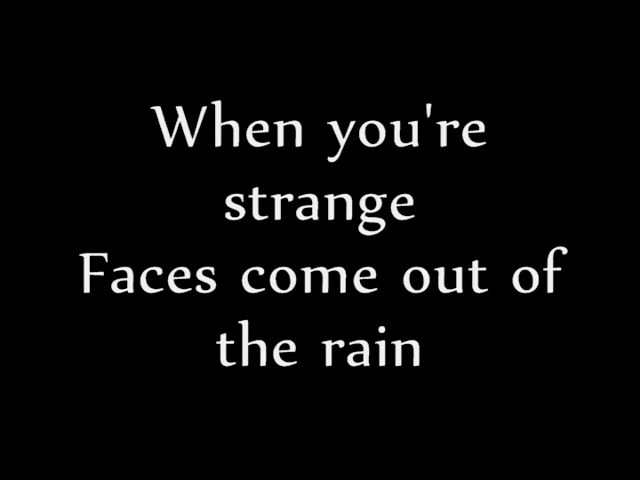 When you're
strange
Faces come out of
the rain